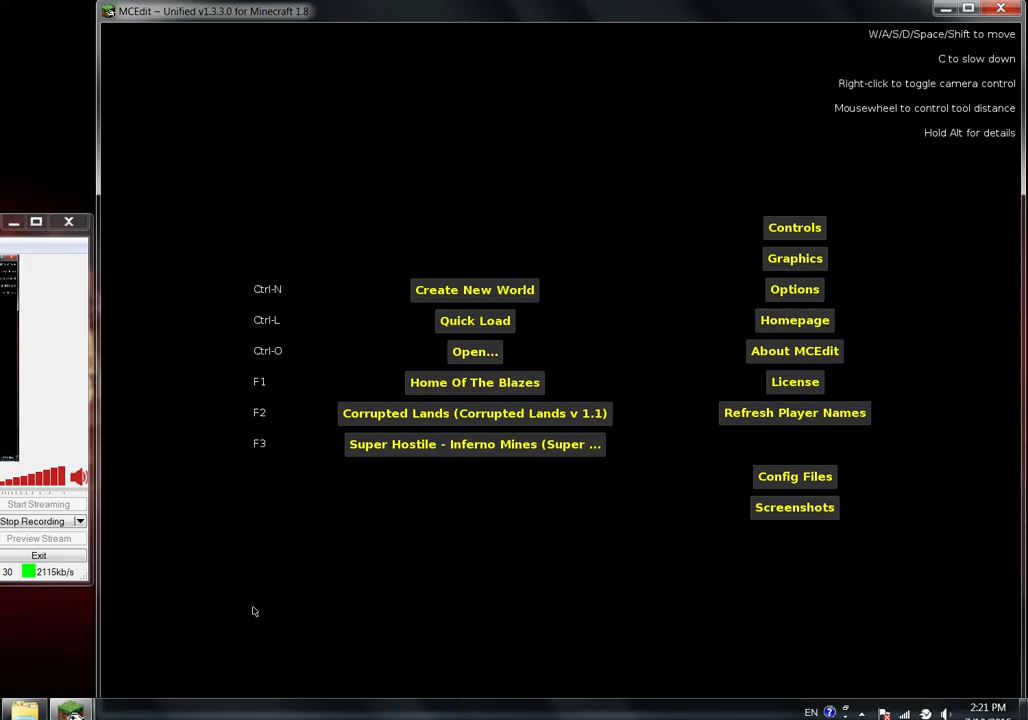 MCEdit ~ Unified v1.3.3.0 for Minecraft 1.8
W/A/S/D/Space/Shift to move
C to slow down
Right-click to toggle camera control
Mousewheel to control tool distance
Hold Alt for details
Controls
Graphics
Ctrl-N Create New World Options
Ctrl-L Quick Load Homepage
Ctrl-O Open... About MCEdit
F1 Home Of The Blazes License
F2 Corrupted Lands (Corrupted Lands v 1.1) Refresh Player Names
F3 Super Hostile - Inferno Mines (Super ...
Config Files
Screenshots
Start Streaming
Stop Recording
Preview Stream
Exit
30 2115kb/s
EN
2:21 PM